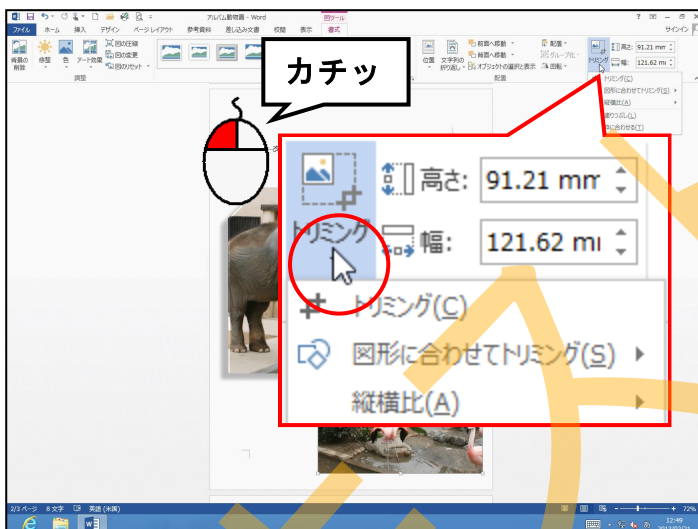 アルバム動物園 - Word
図ツール
サインイン
ファイル ホーム 挿入 デザイン ページ レイアウト 参考資料 差し込み文書 校閲 表示 書式
背景の削除
修整
色
アート効果
図の圧縮
図の変更
図のリセット
調整
位置
文字列の折り返し
前面へ移動
背面へ移動
オブジェクトの選択と表示
配置
グループ化
回転
配置
トリミング
高さ: 91.21 mm
幅: 121.62 mm
トリミング(C)
図形に合わせてトリミング(S)
縦横比(A)
塗りつぶし(L)
カチッ
トリミング
高さ: 91.21 mm
幅: 121.62 mı
トリミング(C)
図形に合わせてトリミング(S)
縦横比(A)
2/3 ページ 8 文字 英語 (米国)
72%
12:49